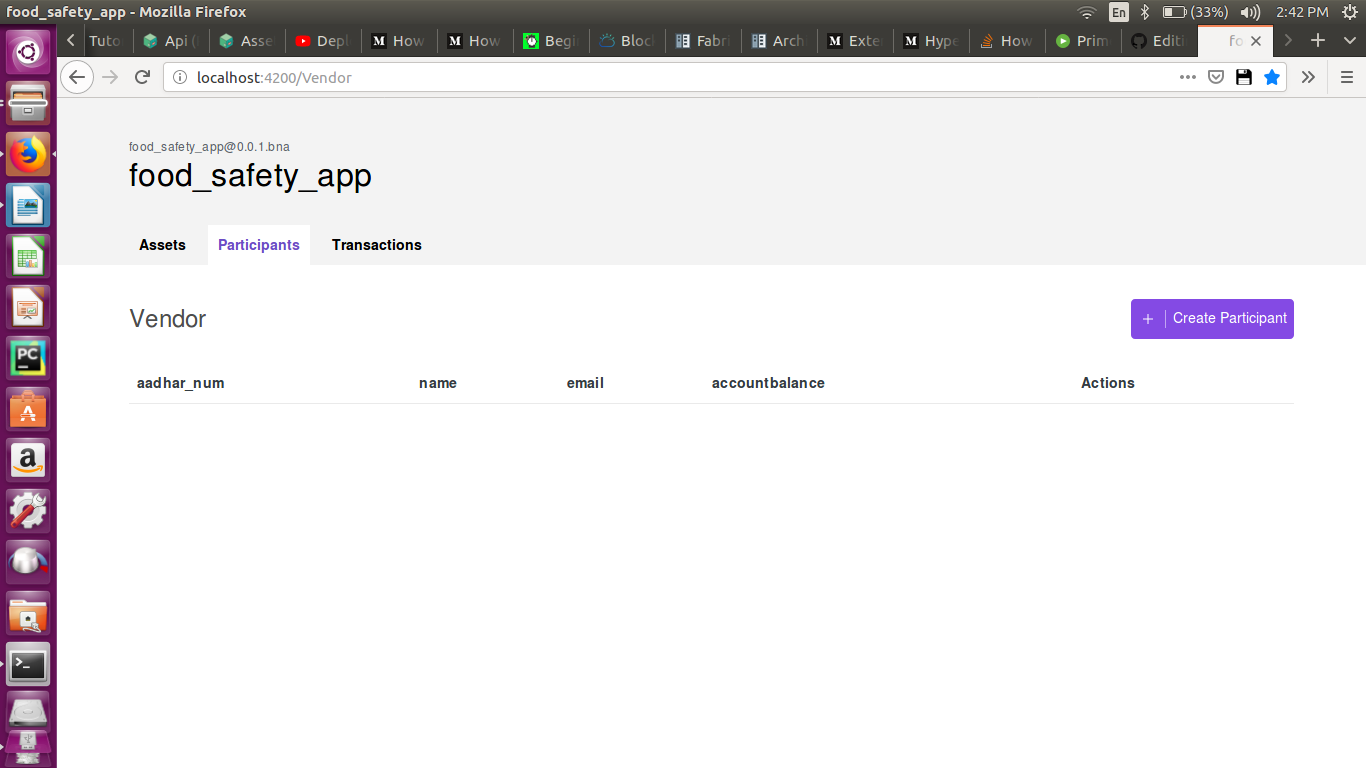 food_safety_app - Mozilla Firefox
En (33%) 2:42 PM
Tuto Api ( Asse Depl How How Begi Bloc Fabri Arch Exte Hype How Prim Editi fo
localhost:4200/Vendor
food_safety_app@0.0.1.bna
food_safety_app
Assets Participants Transactions
Vendor
+ Create Participant
aadhar_num name email accountbalance Actions